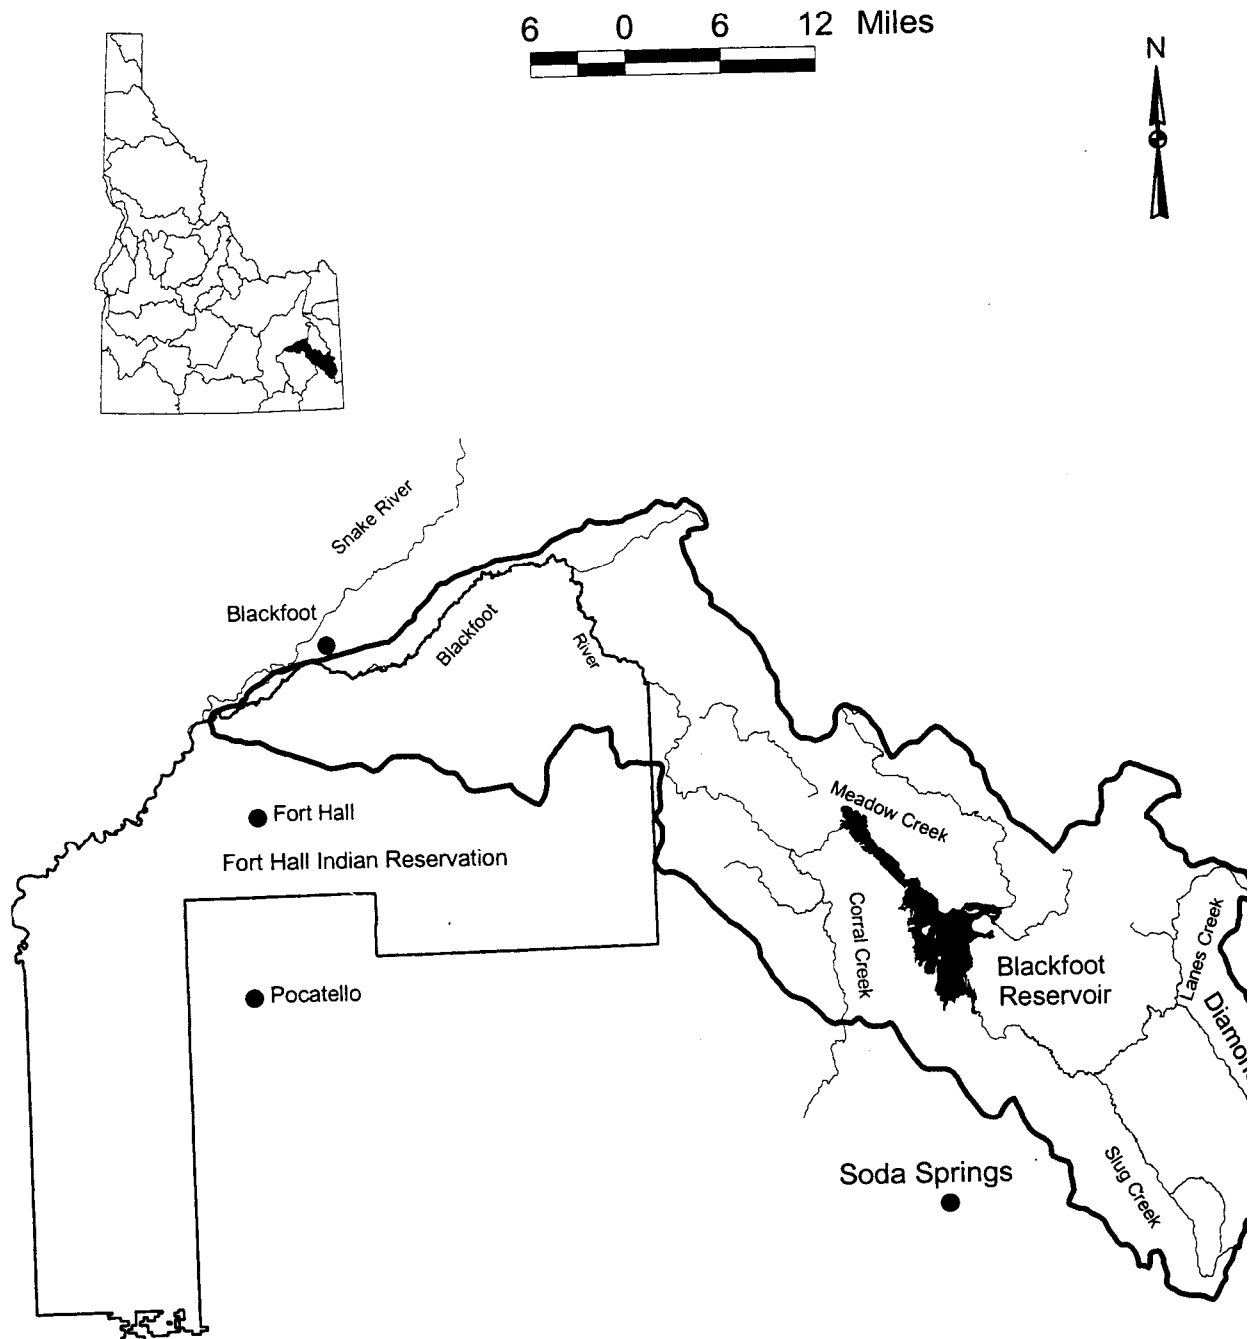 6 0 6 12 Miles
N
Snake River
Blackfoot
Blackfoot
River
Fort Hall
Fort Hall Indian Reservation
Meadow Creek
Corral Creek
Lanes Creek
Blackfoot
Reservoir
Pocatello
Diamon
Soda Springs
Slug Creek